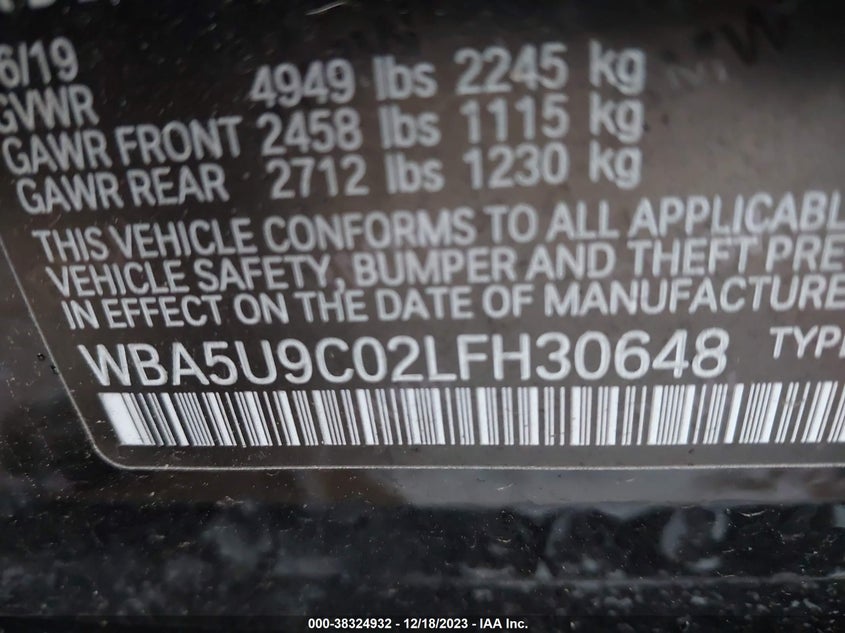 6/19
GVWR 4949 lbs 2245 kg
GAWR FRONT 2458 lbs 1115 kg
GAWR REAR 2712 lbs 1230 kg
THIS VEHICLE CONFORMS TO ALL APPLICABL
VEHICLE SAFETY, BUMPER AND THEFT PRE
IN EFFECT ON THE DATE OF MANUFACTURE
WBA5U9C02LFH30648 TYPE
000-38324932 - 12/18/2023 - IAA Inc.